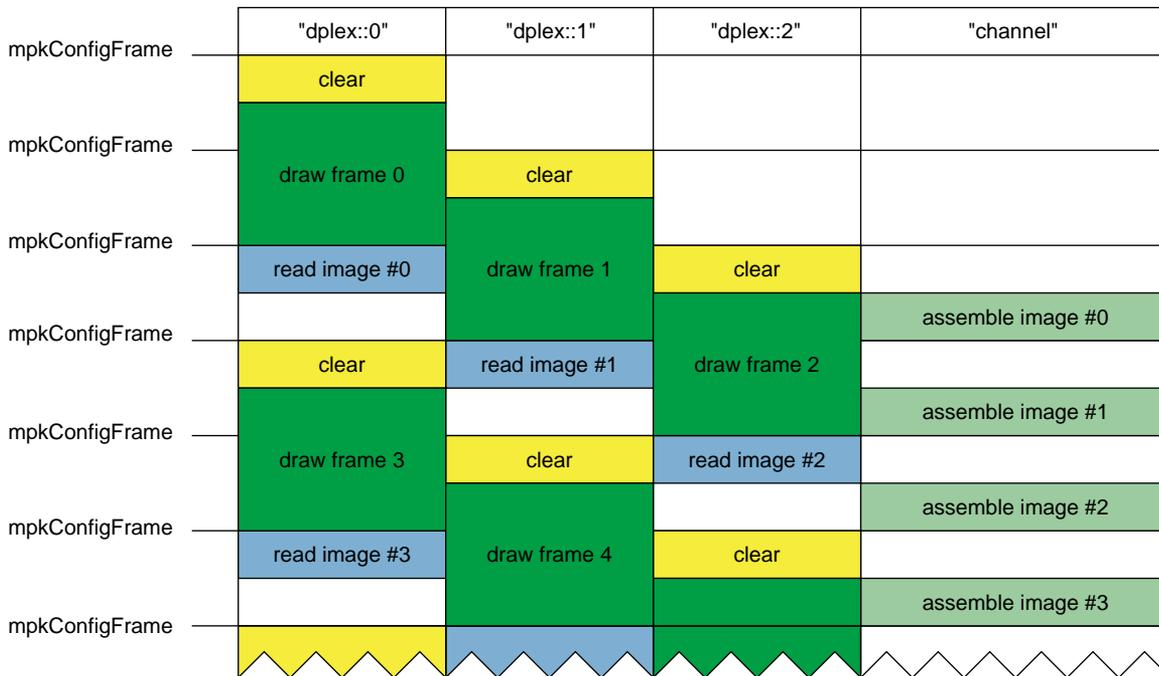 "dplex::0" "dplex::1" "dplex::2" "channel"
mpkConfigFrame
clear
mpkConfigFrame
draw frame 0 clear
mpkConfigFrame
read image #0 draw frame 1 clear
assemble image #0
mpkConfigFrame
clear read image #1 draw frame 2
assemble image #1
mpkConfigFrame
draw frame 3 clear read image #2
assemble image #2
mpkConfigFrame
read image #3 draw frame 4 clear
assemble image #3
mpkConfigFrame